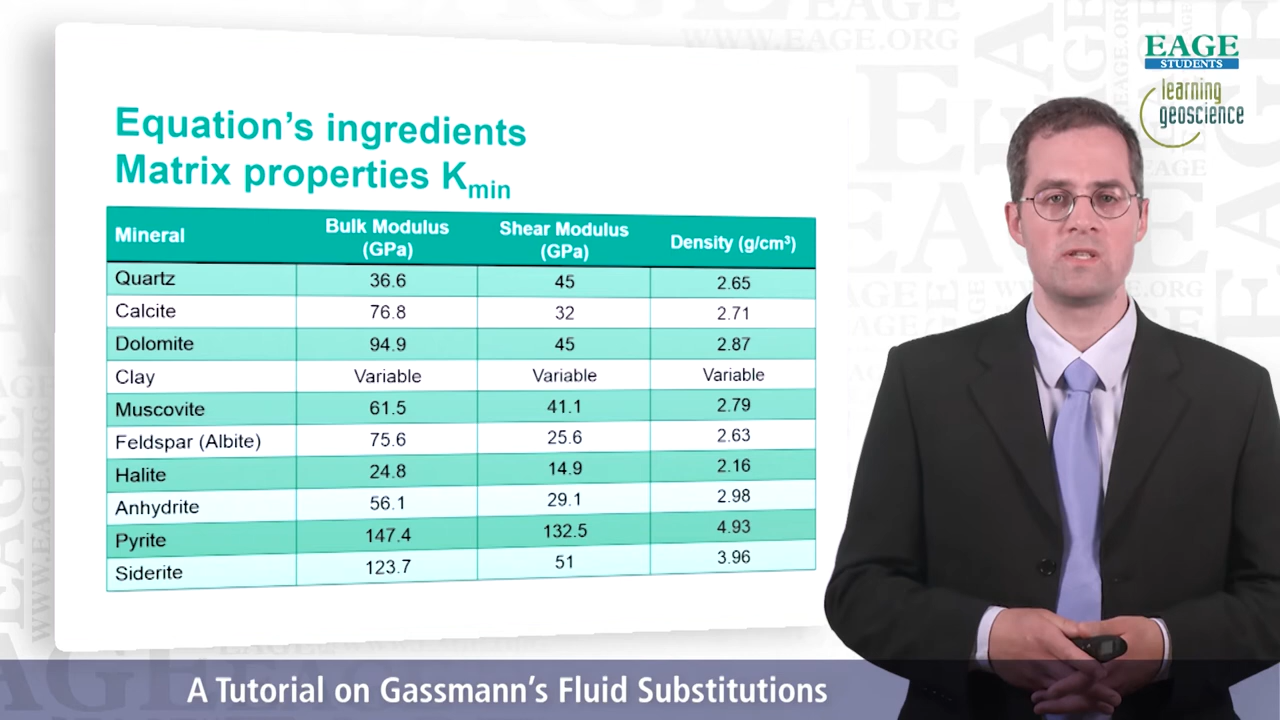 EAGE
WWW.EAGE.ORG
EAGE
STUDENTS
learning
geoscience
Equation's ingredients
Matrix properties Kmin
Mineral Bulk Modulus (GPa) Shear Modulus (GPa) Density (g/cm³)
Quartz 36.6 45 2.65
Calcite 76.8 32 2.71
Dolomite 94.9 45 2.87
Clay Variable Variable Variable
Muscovite 61.5 41.1 2.79
Feldspar (Albite) 75.6 25.6 2.63
Halite 24.8 14.9 2.16
Anhydrite 56.1 29.1 2.98
Pyrite 147.4 132.5 4.93
Siderite 123.7 51 3.96
A Tutorial on Gassmann's Fluid Substitutions